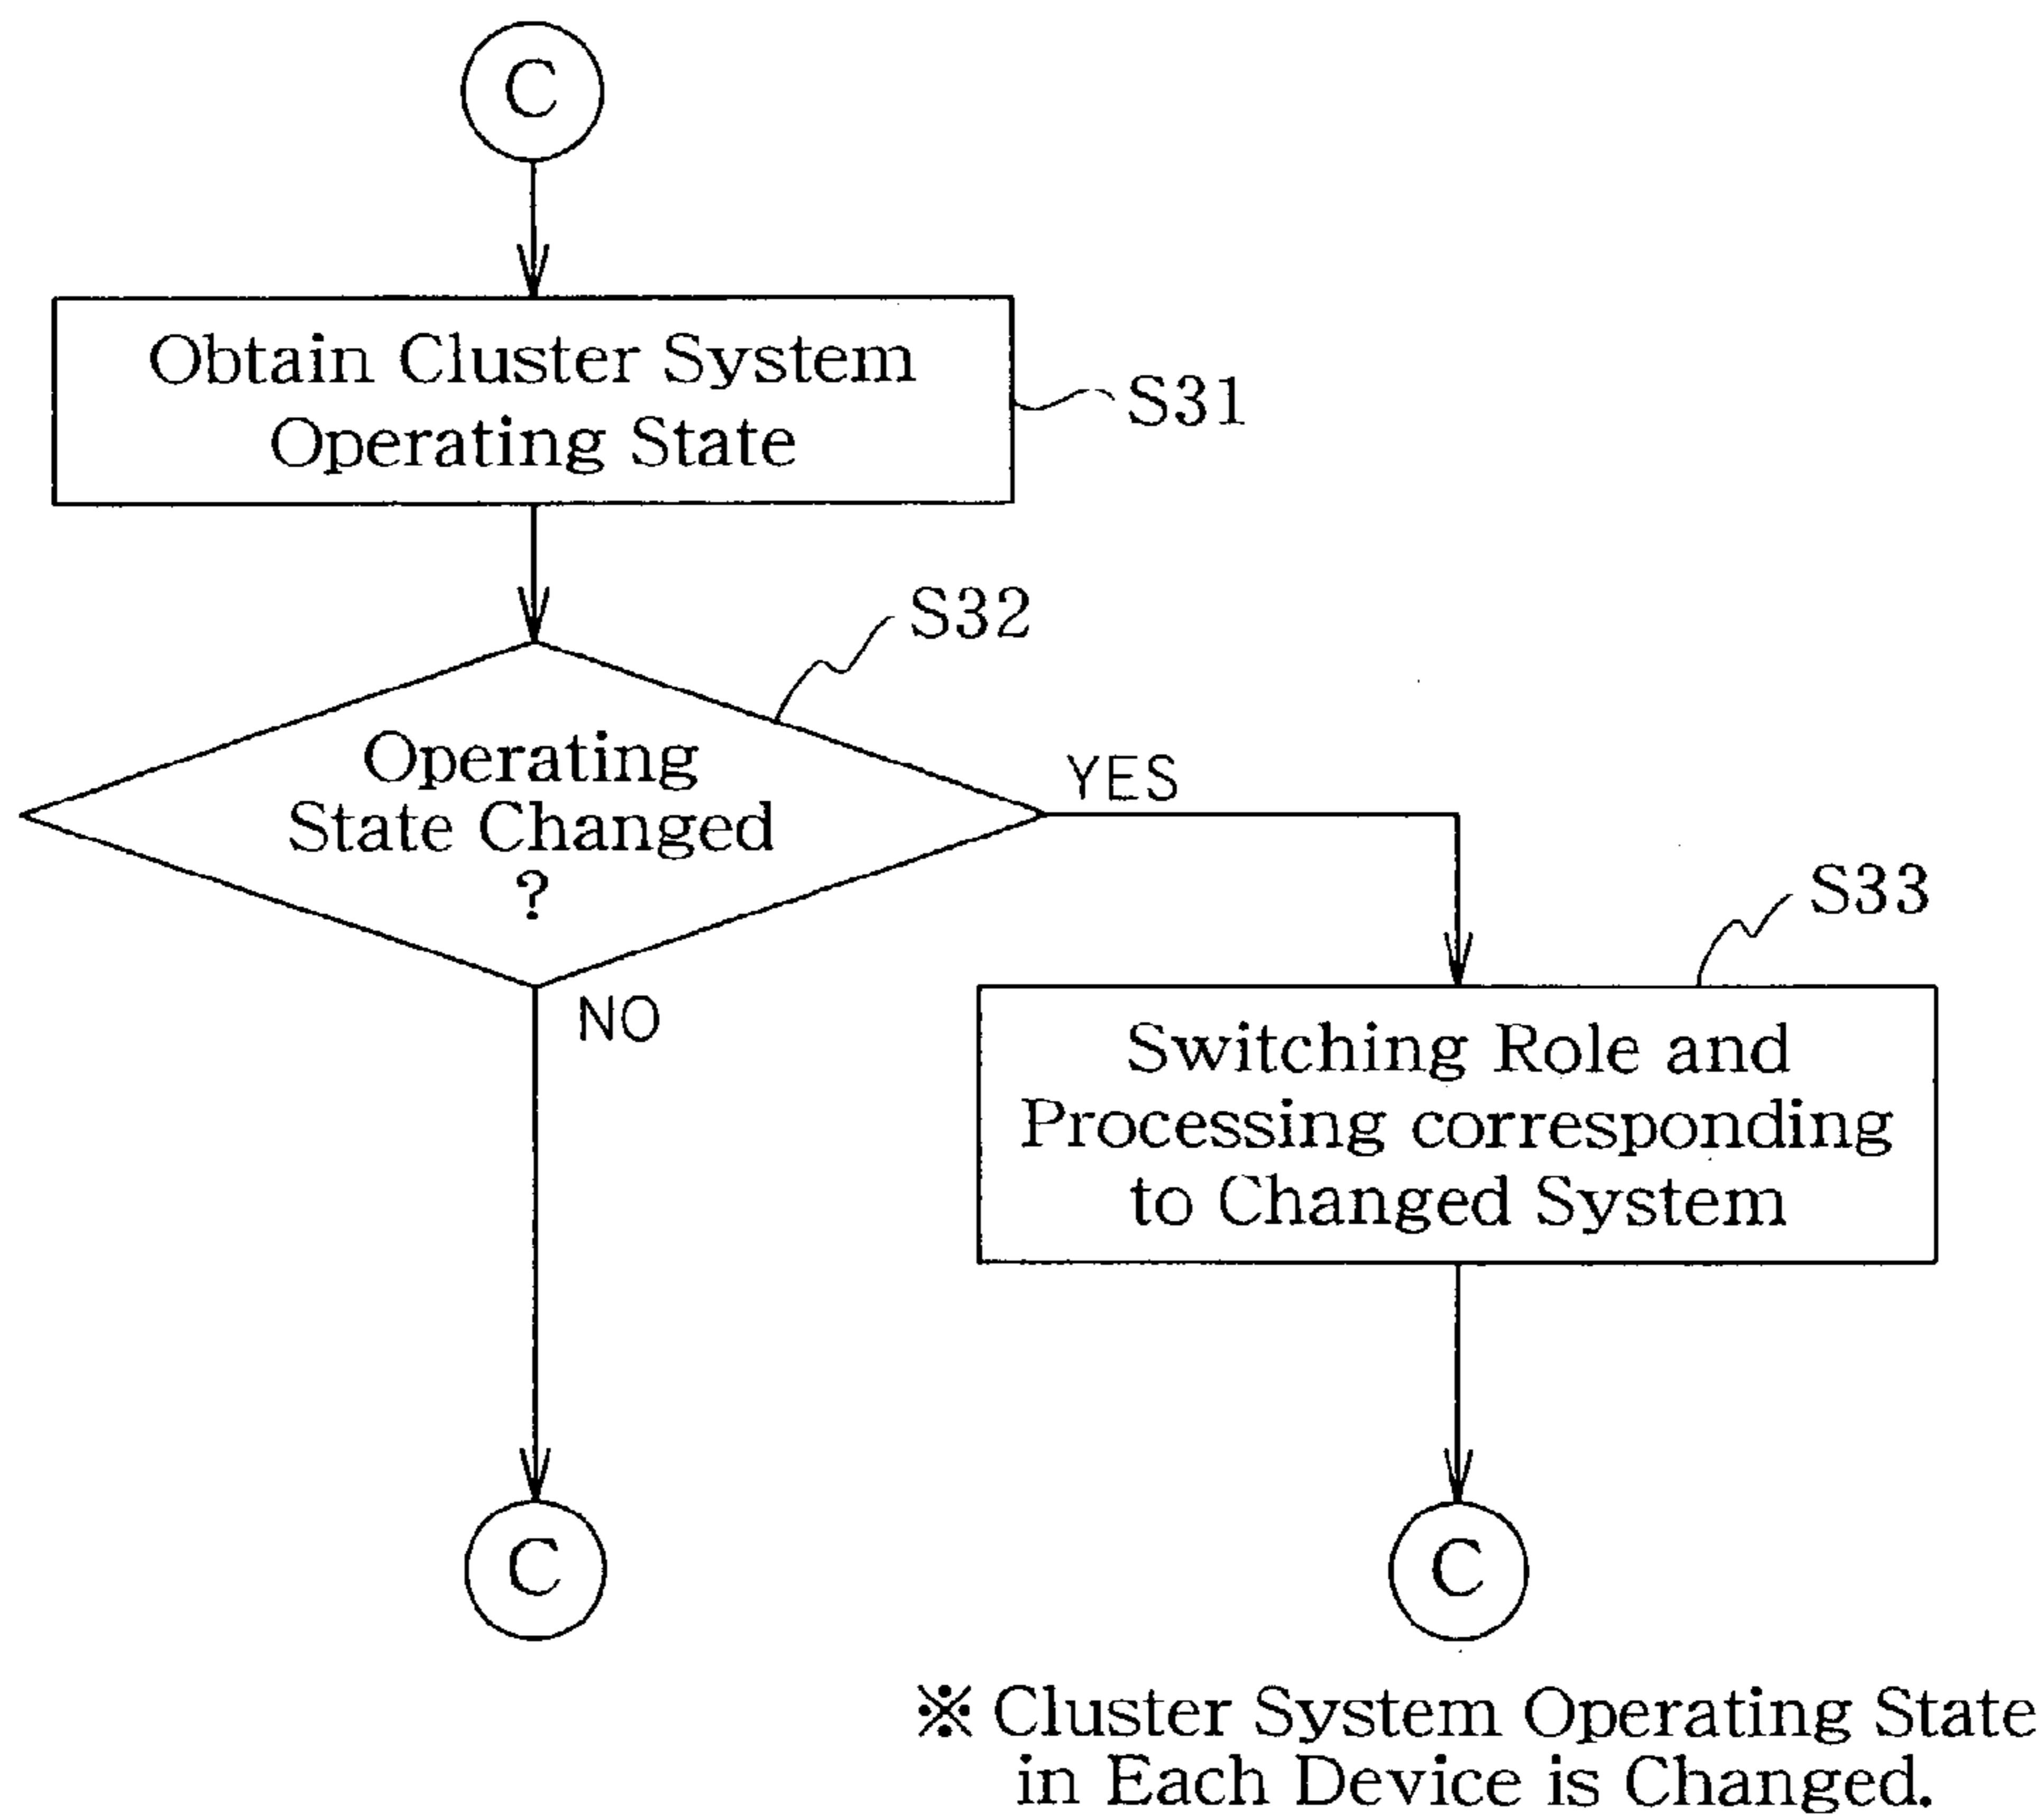 C
Obtain Cluster System
Operating State
S31
S32
Operating
State Changed
?
YES
NO
S33
Switching Role and
Processing corresponding
to Changed System
C
C
※ Cluster System Operating State
in Each Device is Changed.